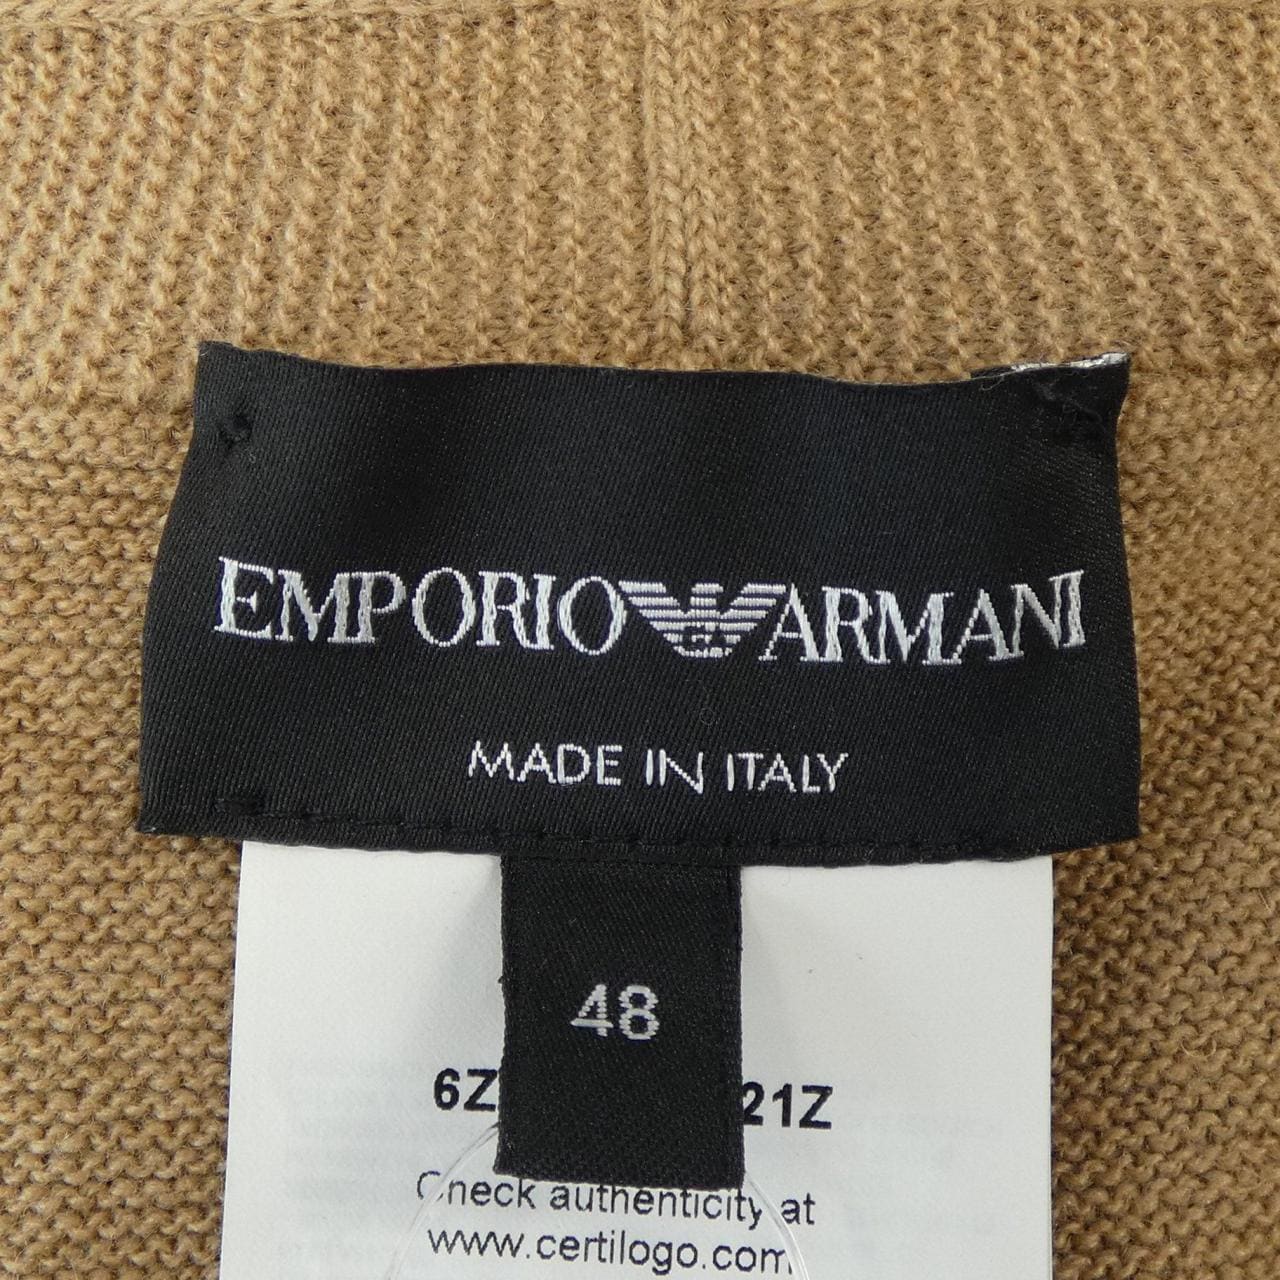 EMPORIO ARMANI
MADE IN ITALY
48
6Z 21Z
Check authenticity at
www.certilogo.com